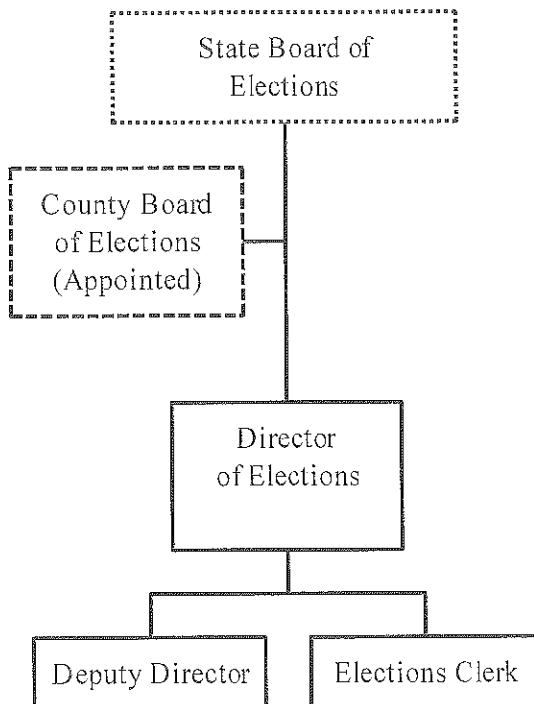 State Board of
Elections
County Board
of Elections
(Appointed)
Director
of Elections
Deputy Director
Elections Clerk